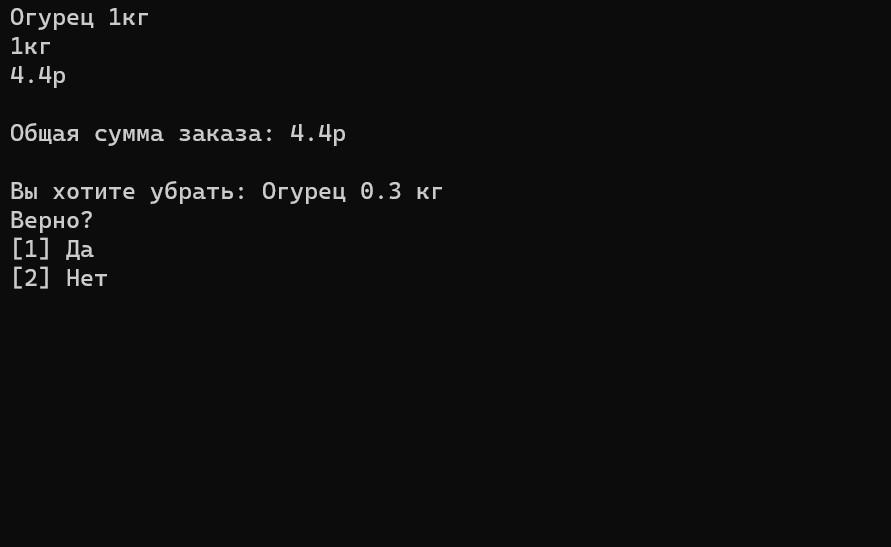 Огурец 1кг
1кг
4.4р
Общая сумма заказа: 4.4р
Вы хотите убрать: Огурец 0.3 кг
Верно?
[1] Да
[2] Нет